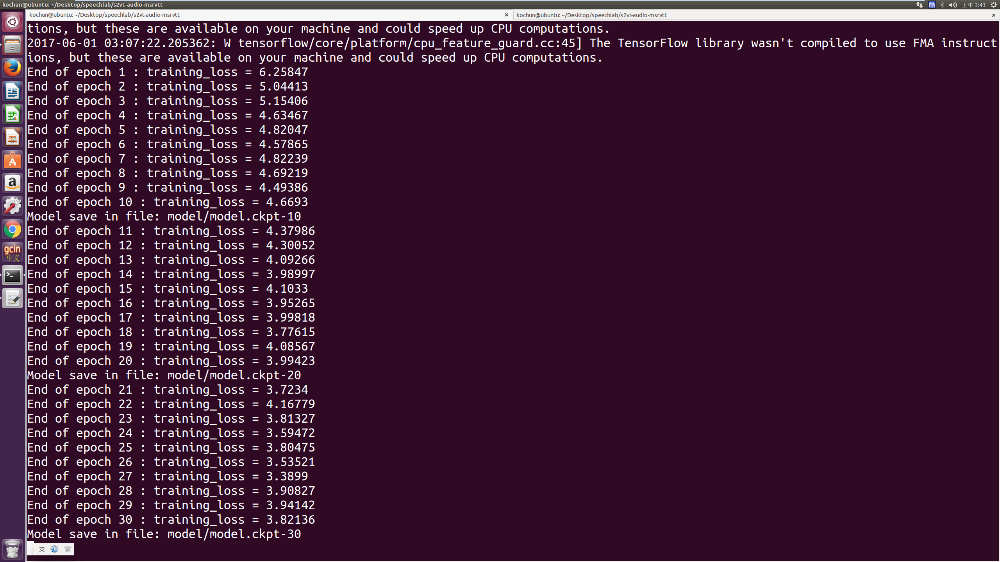 kochun@ubuntu: ~/Desktop/speechlab/s2vt-audio-msrvtt
酷
上午 3:43
kochun@ubuntu: ~/Desktop/speechlab/s2vt-audio-msrvtt
kochun@ubuntu: ~/Desktop/speechlab/s2vt-audio-msrvtt
tions, but these are available on your machine and could speed up CPU computations.
2017-06-01 03:07:22.205362: W tensorflow/core/platform/cpu_feature_guard.cc:45] The TensorFlow library wasn't compiled to use FMA instruct
ions, but these are available on your machine and could speed up CPU computations.
End of epoch 1 : training_loss = 6.25847
End of epoch 2 : training_loss = 5.04413
End of epoch 3 : training_loss = 5.15406
End of epoch 4 : training_loss = 4.63467
End of epoch 5 : training_loss = 4.82047
End of epoch 6 : training_loss = 4.57865
End of epoch 7 : training_loss = 4.82239
End of epoch 8 : training_loss = 4.69219
End of epoch 9 : training_loss = 4.49386
End of epoch 10 : training_loss = 4.6693
Model save in file: model/model.ckpt-10
End of epoch 11 : training_loss = 4.37986
End of epoch 12 : training_loss = 4.30052
End of epoch 13 : training_loss = 4.09266
End of epoch 14 : training_loss = 3.98997
End of epoch 15 : training_loss = 4.1033
End of epoch 16 : training_loss = 3.95265
End of epoch 17 : training_loss = 3.99818
End of epoch 18 : training_loss = 3.77615
End of epoch 19 : training_loss = 4.08567
End of epoch 20 : training_loss = 3.99423
Model save in file: model/model.ckpt-20
End of epoch 21 : training_loss = 3.7234
End of epoch 22 : training_loss = 4.16779
End of epoch 23 : training_loss = 3.81327
End of epoch 24 : training_loss = 3.59472
End of epoch 25 : training_loss = 3.80475
End of epoch 26 : training_loss = 3.53521
End of epoch 27 : training_loss = 3.3899
End of epoch 28 : training_loss = 3.90827
End of epoch 29 : training_loss = 3.94142
End of epoch 30 : training_loss = 3.82136
Model save in file: model/model.ckpt-30
英
gcin
中文